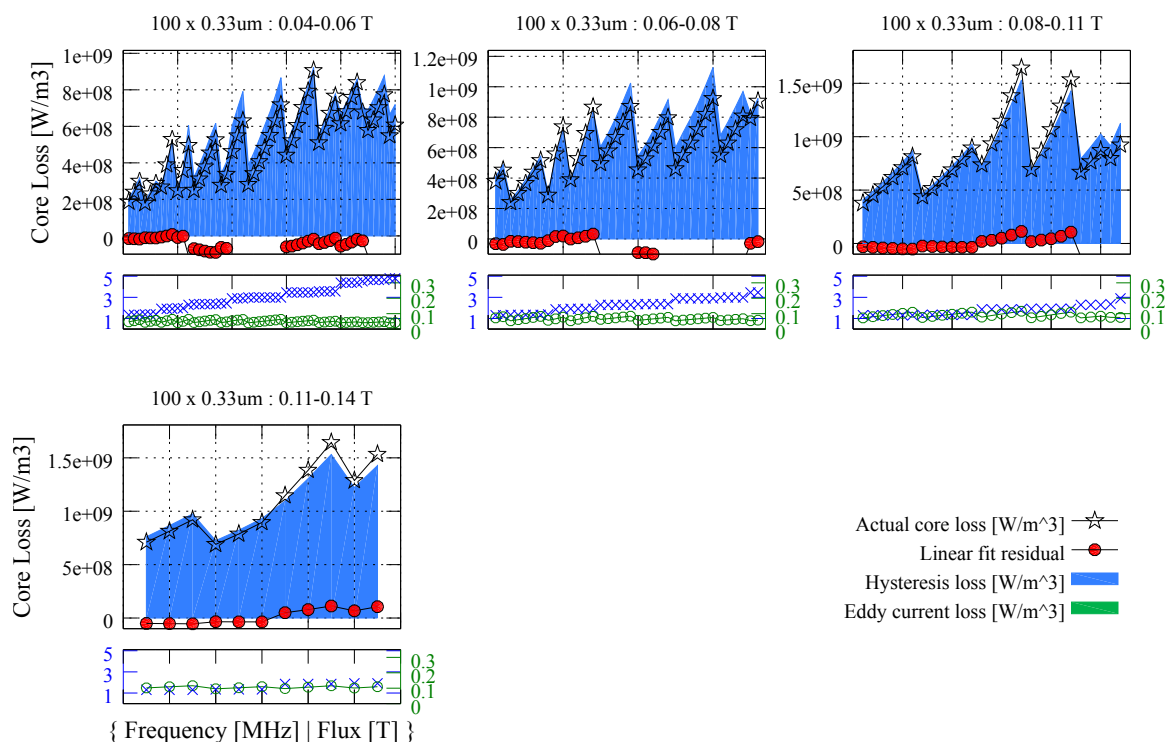 100 x 0.33um : 0.04-0.06 T
100 x 0.33um : 0.06-0.08 T
100 x 0.33um : 0.08-0.11 T
Core Loss [W/m3]
1e+09
8e+08
6e+08
4e+08
2e+08
0
1.2e+09
1e+09
8e+08
6e+08
4e+08
2e+08
0
1.5e+09
1e+09
5e+08
0
5
3
1
0.3
0.2
0.1
0
5
3
1
0.3
0.2
0.1
0
5
3
1
0.3
0.2
0.1
0
100 x 0.33um : 0.11-0.14 T
Core Loss [W/m3]
1.5e+09
1e+09
5e+08
0
5
3
1
0.3
0.2
0.1
0
{ Frequency [MHz] | Flux [T] }
Actual core loss [W/m^3]
Linear fit residual
Hysteresis loss [W/m^3]
Eddy current loss [W/m^3]